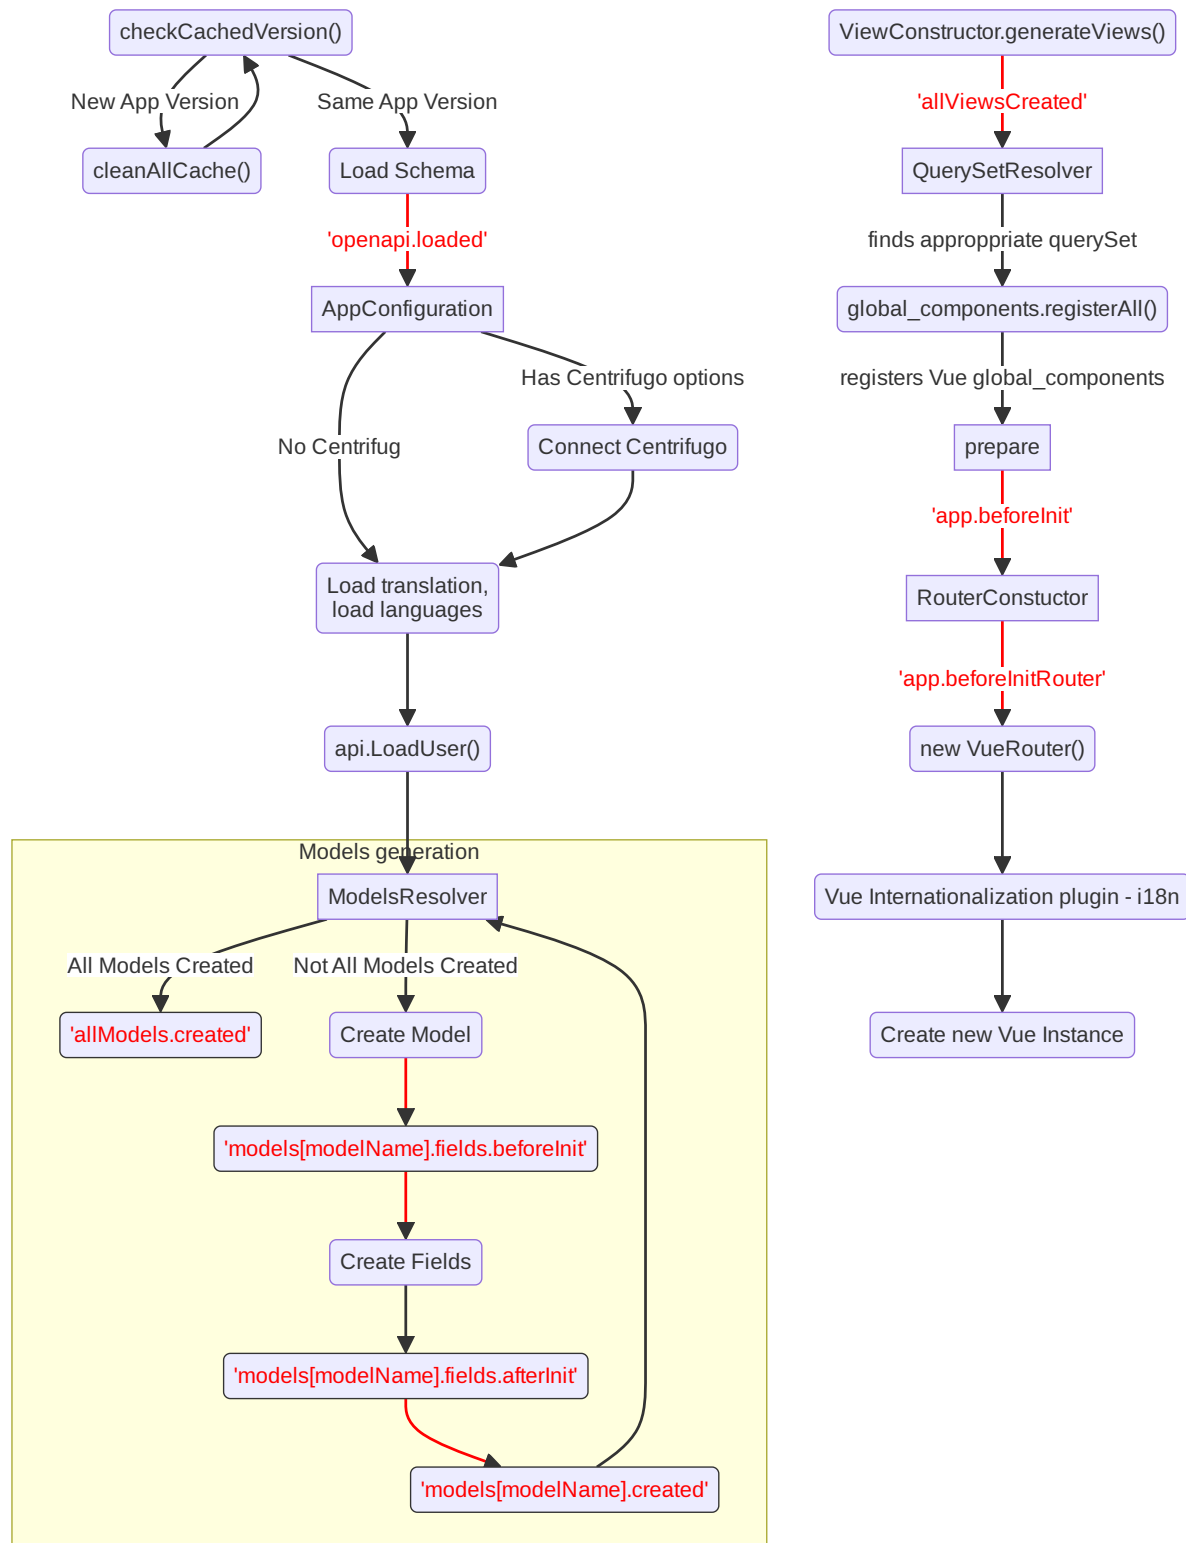 checkCachedVersion()
New App Version
Same App Version
cleanAllCache()
Load Schema
'openapi.loaded'
AppConfiguration
Has Centrifugo options
No Centrifug
Connect Centrifugo
Load translation,
load languages
api.LoadUser()
Models generation
ModelsResolver
All Models Created
Not All Models Created
'allModels.created'
Create Model
'models[modelName].fields.beforeInit'
Create Fields
'models[modelName].fields.afterInit'
'models[modelName].created'
ViewConstructor.generateViews()
'allViewsCreated'
QuerySetResolver
finds approppriate querySet
global_components.registerAll()
registers Vue global_components
prepare
'app.beforeInit'
RouterConstuctor
'app.beforeInitRouter'
new VueRouter()
Vue Internationalization plugin - i18n
Create new Vue Instance